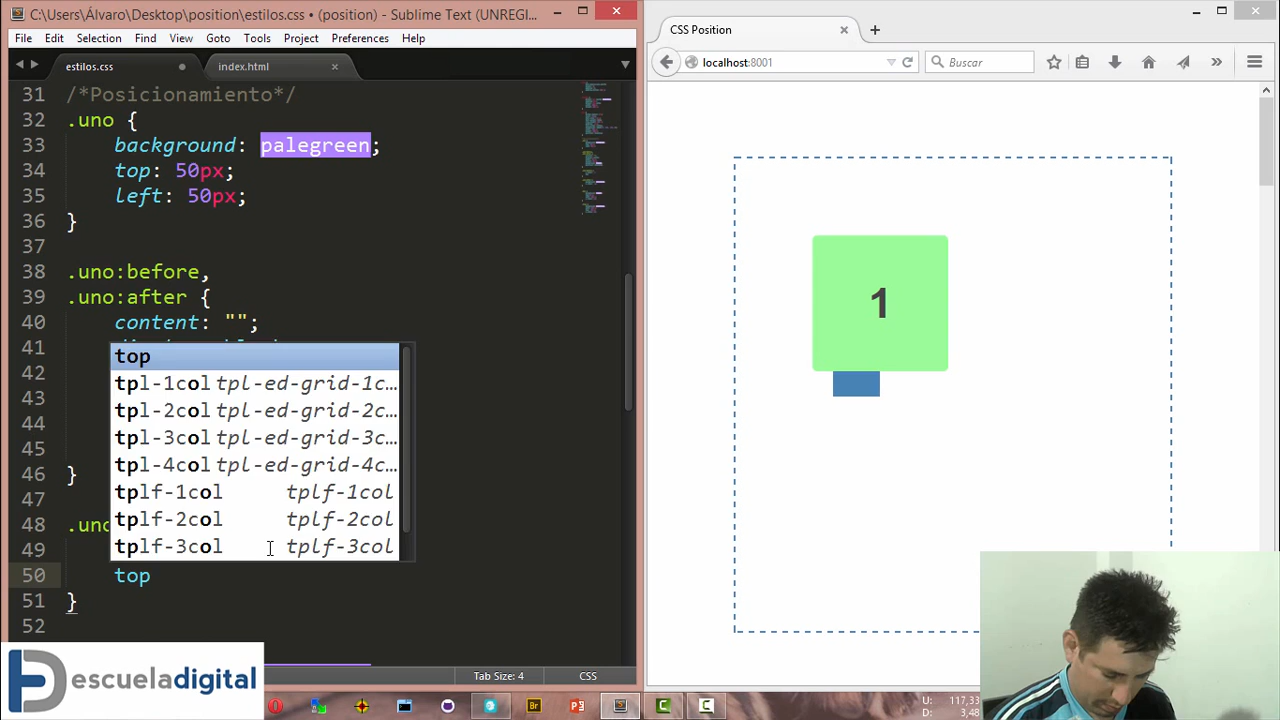 C:\Users\Álvaro\Desktop\position\estilos.css • (position) - Sublime Text (UNREGI...
File Edit Selection Find View Goto Tools Project Preferences Help
estilos.css
index.html
31 /*Posicionamiento*/
32 .uno {
33 background: palegreen;
34 top: 50px;
35 left: 50px;
36 }
37
38 .uno:before,
39 .uno:after {
40 content: "";
41
42
43
44
45
46 }
47
48 .uno
49
50 top
51 }
52
top
tpl-1col tpl-ed-grid-1c...
tpl-2col tpl-ed-grid-2c...
tpl-3col tpl-ed-grid-3c...
tpl-4col tpl-ed-grid-4c...
tplf-1col tplf-1col
tplf-2col tplf-2col
tplf-3col tplf-3col
Tab Size: 4 CSS
escueladigital
CSS Position
localhost:8001
Buscar
1
Br
U: 117,33
D: 3,48